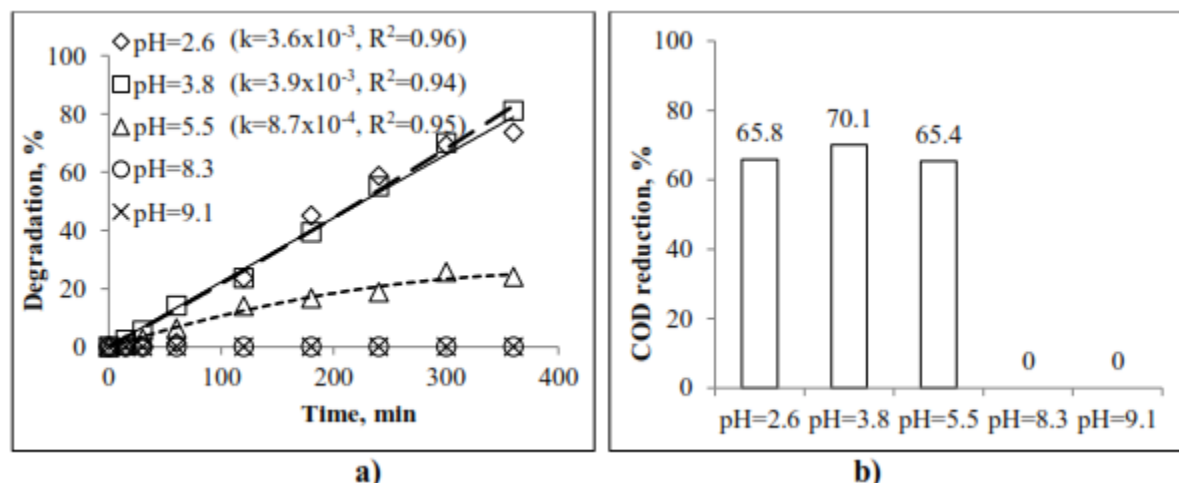 100
80
60
40
20
0
Degradation, %
pH=2.6 (k=3.6x10⁻³, R²=0.96)
pH=3.8 (k=3.9x10⁻³, R²=0.94)
pH=5.5 (k=8.7x10⁻⁴, R²=0.95)
pH=8.3
pH=9.1
0 100 200 300 400
Time, min
a)
100
80
60
40
20
0
COD reduction, %
65.8 70.1 65.4 0 0
pH=2.6 pH=3.8 pH=5.5 pH=8.3 pH=9.1
b)